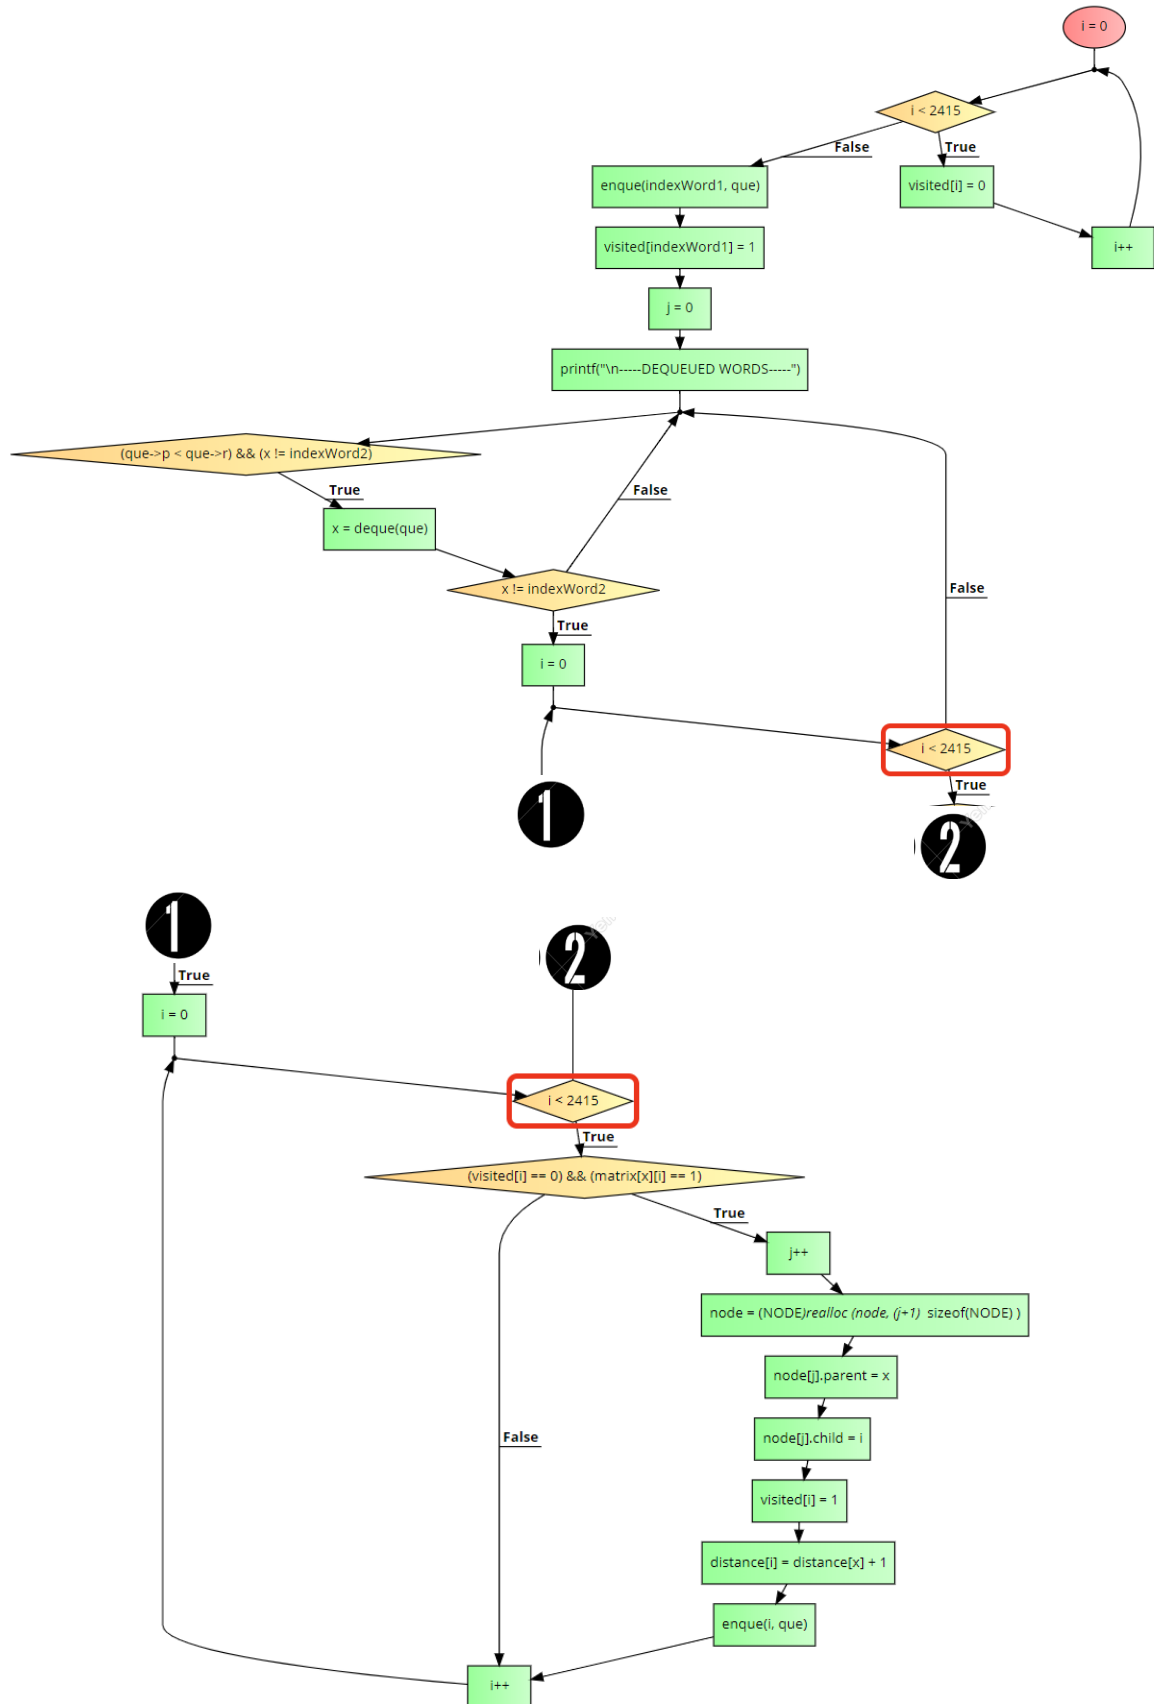 i = 0
i < 2415
False
True
enque(indexWord1, que)
visited[i] = 0
visited[indexWord1] = 1
i++
j = 0
printf("\n-----DEQUEUED WORDS-----")
(que->p < que->r) && (x != indexWord2)
True
False
x = deque(que)
x != indexWord2
False
True
i = 0
i < 2415
True
1
2
1
2
True
i = 0
i < 2415
True
(visited[i] == 0) && (matrix[x][i] == 1)
True
j++
node = (NODE)realloc (node, (j+1) sizeof(NODE) )
node[j].parent = x
node[j].child = i
False
visited[i] = 1
distance[i] = distance[x] + 1
enque(i, que)
i++